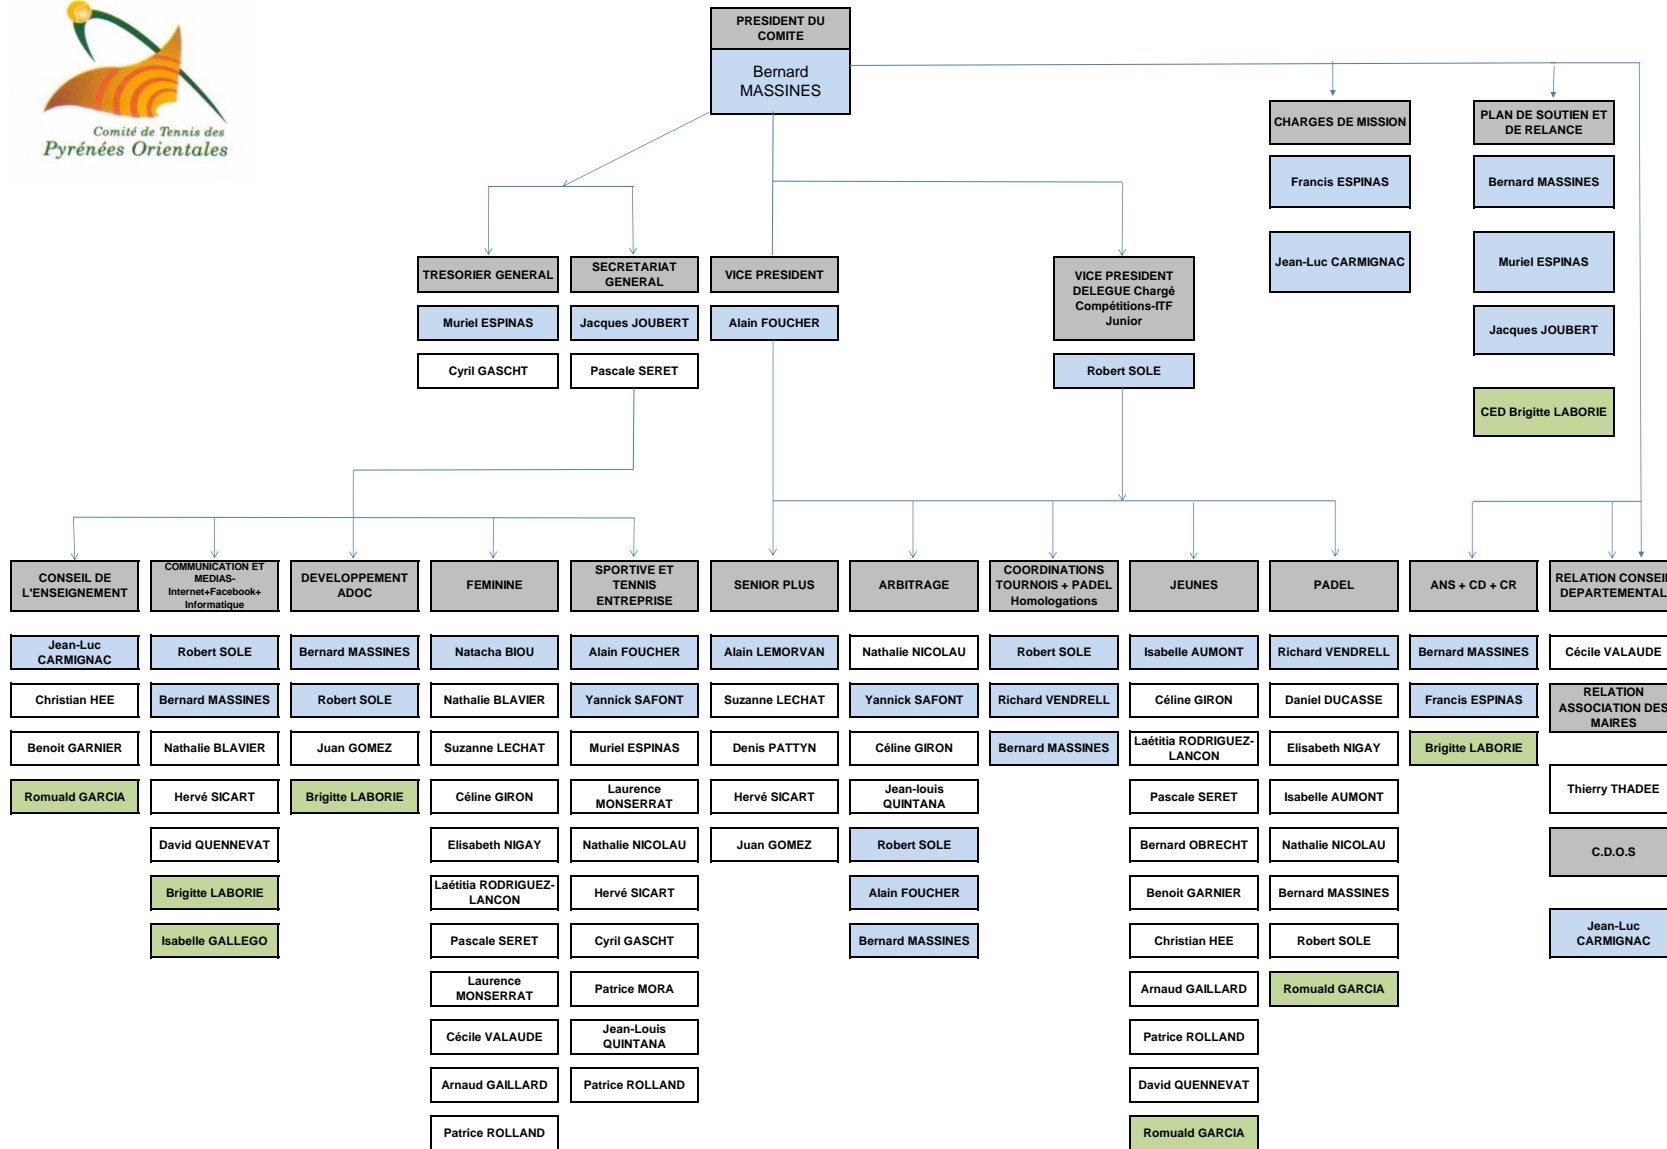 Comité de Tennis des
Pyrénées Orientales
PRESIDENT DU
COMITE
Bernard
MASSINES
CHARGES DE MISSION
Francis ESPINAS
Jean-Luc CARMIGNAC
PLAN DE SOUTIEN ET
DE RELANCE
Bernard MASSINES
Muriel ESPINAS
Jacques JOUBERT
CED Brigitte LABORIE
TRESORIER GENERAL
Muriel ESPINAS
Cyril GASCHT
SECRETARIAT
GENERAL
Jacques JOUBERT
Pascale SERET
VICE PRESIDENT
Alain FOUCHER
VICE PRESIDENT
DELEGUE Chargé
Compétitions-ITF
Junior
Robert SOLE
CONSEIL DE
L'ENSEIGNEMENT
Jean-Luc
CARMIGNAC
Christian HEE
Benoit GARNIER
Romuald GARCIA
COMMUNICATION ET
MEDIAS-
Internet+Facebook+
Informatique
Robert SOLE
Bernard MASSINES
Nathalie BLAVIER
Hervé SICART
David QUENNEVAT
Brigitte LABORIE
Isabelle GALLEGO
DEVELOPPEMENT
ADOC
Bernard MASSINES
Robert SOLE
Juan GOMEZ
Brigitte LABORIE
FEMININE
Natacha BIOU
Nathalie BLAVIER
Suzanne LECHAT
Céline GIRON
Elisabeth NIGAY
Laétitia RODRIGUEZ-
LANCON
Pascale SERET
Laurence
MONSERRAT
Cécile VALAUDE
Arnaud GAILLARD
Patrice ROLLAND
SPORTIVE ET
TENNIS
ENTREPRISE
Alain FOUCHER
Yannick SAFONT
Muriel ESPINAS
Laurence
MONSERRAT
Nathalie NICOLAU
Hervé SICART
Cyril GASCHT
Patrice MORA
Jean-Louis
QUINTANA
Patrice ROLLAND
SENIOR PLUS
Alain LEMORVAN
Suzanne LECHAT
Denis PATTYN
Hervé SICART
Juan GOMEZ
ARBITRAGE
Nathalie NICOLAU
Yannick SAFONT
Céline GIRON
Jean-louis
QUINTANA
Robert SOLE
Alain FOUCHER
Bernard MASSINES
COORDINATIONS
TOURNOIS + PADEL
Homologations
Robert SOLE
Richard VENDRELL
Bernard MASSINES
JEUNES
Isabelle AUMONT
Céline GIRON
Laétitia RODRIGUEZ-
LANCON
Pascale SERET
Bernard OBRECHT
Benoit GARNIER
Christian HEE
Arnaud GAILLARD
Patrice ROLLAND
David QUENNEVAT
Romuald GARCIA
PADEL
Richard VENDRELL
Daniel DUCASSE
Elisabeth NIGAY
Isabelle AUMONT
Nathalie NICOLAU
Bernard MASSINES
Robert SOLE
Romuald GARCIA
ANS + CD + CR
Bernard MASSINES
Francis ESPINAS
Brigitte LABORIE
RELATION CONSEIL
DEPARTEMENTAL
Cécile VALAUDE
RELATION
ASSOCIATION DES
MAIRES
Thierry THADEE
C.D.O.S
Jean-Luc
CARMIGNAC